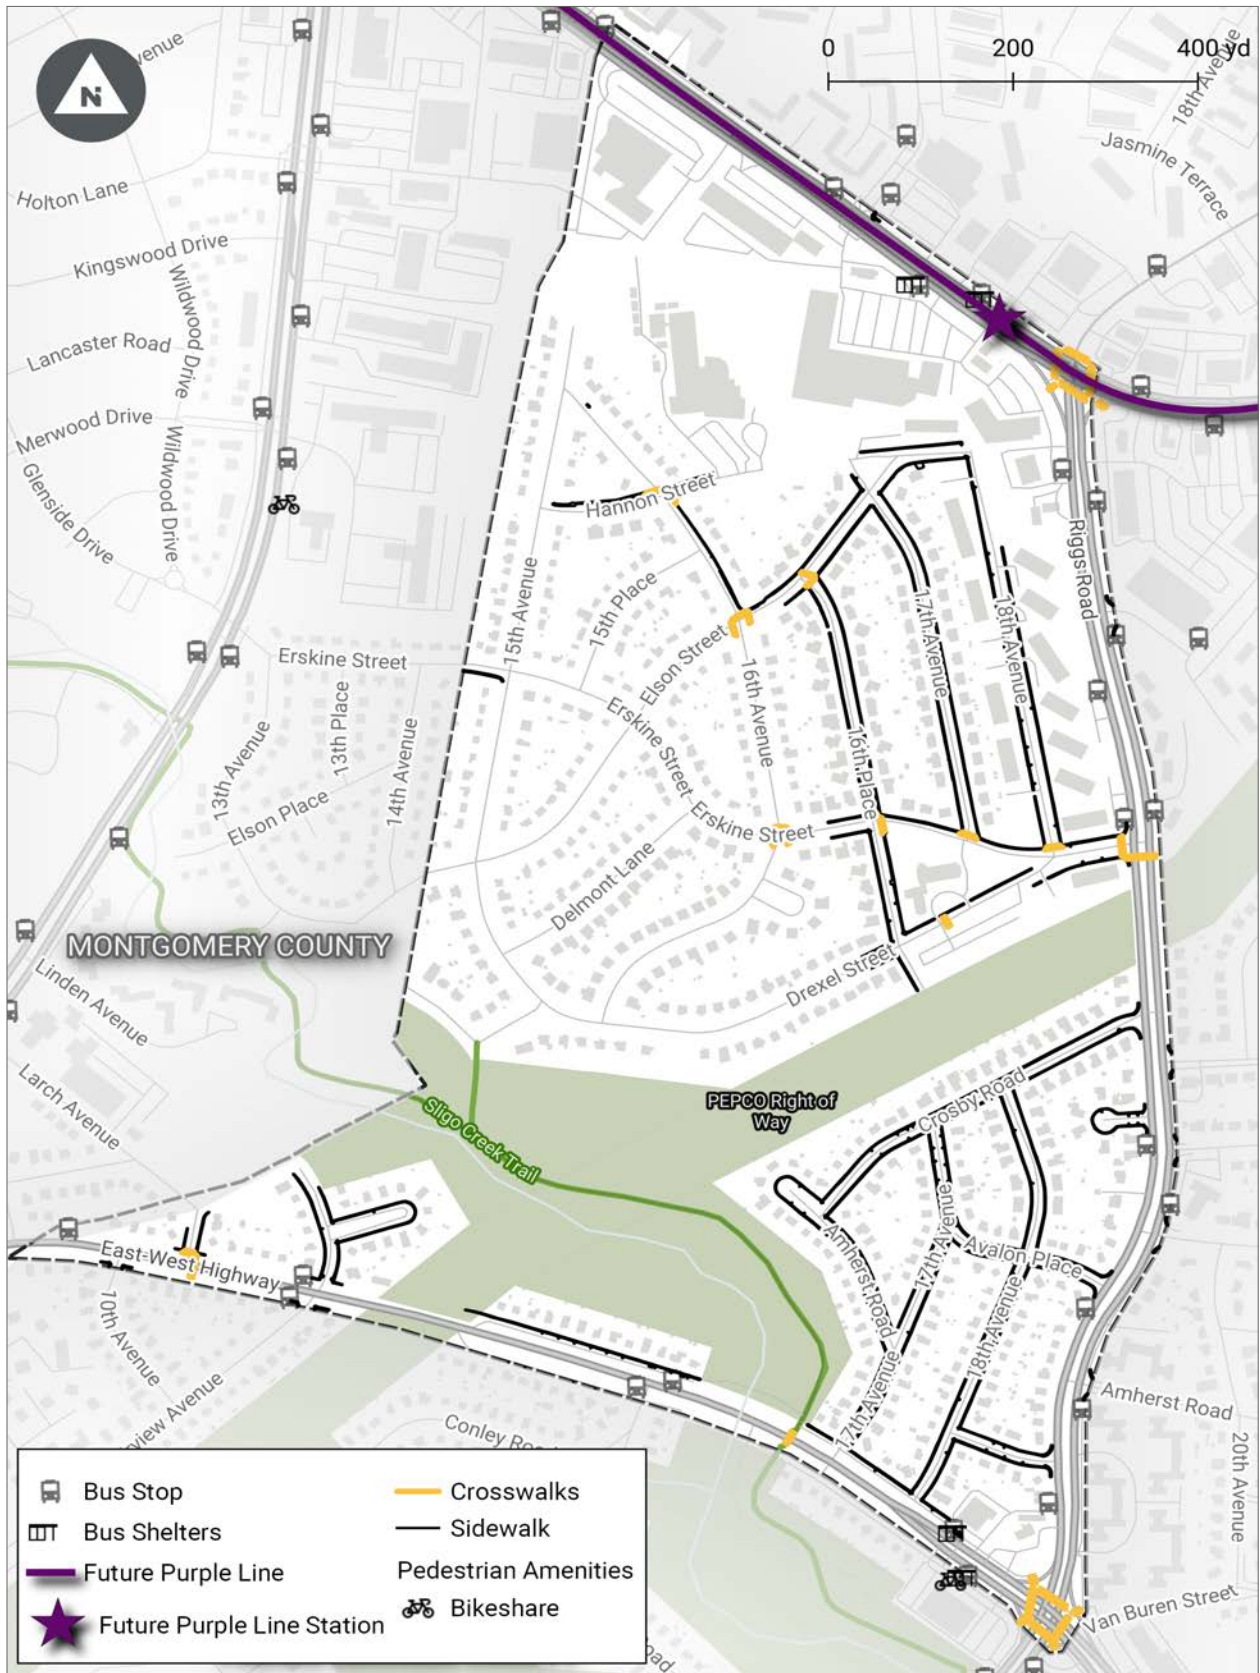 N
0 200 400 yd
venue
18th Avenue
Jasmine Terrace
Holton Lane
Kingswood Drive
Wildwood Drive
Lancaster Road
Merwood Drive
Wildwood Drive
Glenside Drive
Hannon Street
Riggs Road
15th Avenue
15th Place
17th Avenue
18th Avenue
Elson Street
Erskine Street
13th Place
16th Avenue
13th Avenue
14th Avenue
Erskine Street
16th Place
Elson Place
Erskine Street
Delmont Lane
MONTGOMERY COUNTY
Drexel Street
Linden Avenue
Larch Avenue
PEPCO Right of
Way
Crosby Road
Sligo Creek Trail
17th Avenue
Amherst Road
Avalon Place
East-West Highway
10th Avenue
18th Avenue
17th Avenue
Amherst Road
rview Avenue
Conley Road
20th Avenue
Van Buren Street
Bus Stop
Bus Shelters
Future Purple Line
Future Purple Line Station
Crosswalks
Sidewalk
Pedestrian Amenities
Bikeshare
oad